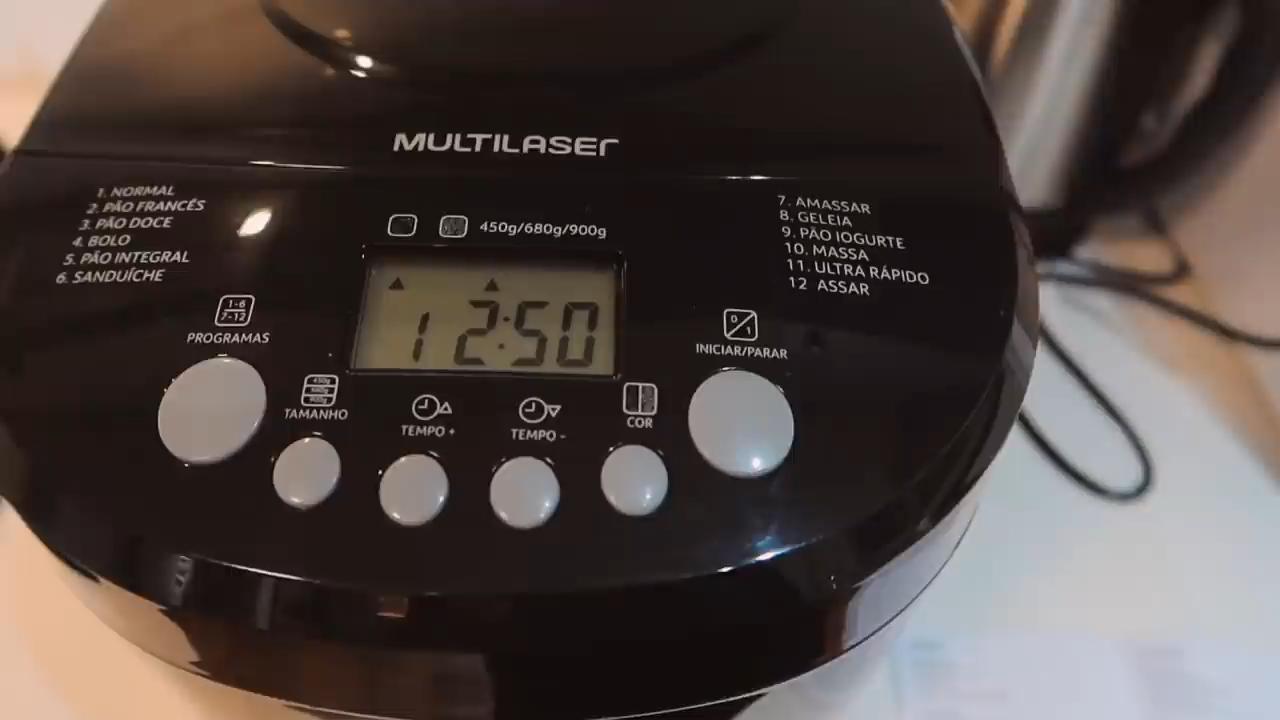 MULTILASER
1. NORMAL
2. PÃO FRANCÊS
3. PÃO DOCE
4. BOLO
5. PÃO INTEGRAL
6. SANDUÍCHE
450g/680g/900g
7. AMASSAR
8. GELEIA
9. PÃO IOGURTE
10. MASSA
11. ULTRA RÁPIDO
12 ASSAR
1 2:50
1-6
7-12
PROGRAMAS
450g
680g
900g
TAMANHO
TEMPO +
TEMPO -
COR
0/1
INICIAR/PARAR